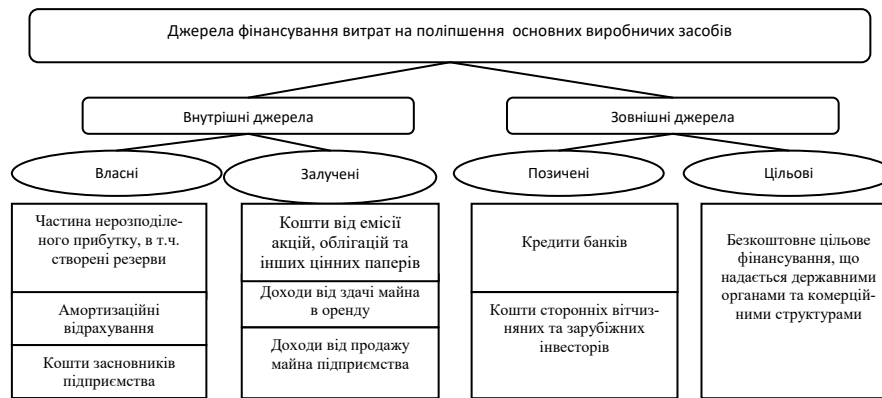 Джерела фінансування витрат на поліпшення основних виробничих засобів
Внутрішні джерела
Зовнішні джерела
Власні
Залучені
Позичені
Цільові
Частина нерозподіле-
ного прибутку, в т.ч.
створені резерви
Амортизаційні
відрахування
Кошти засновників
підприємства
Кошти від емісії
акцій, облігацій та
інших цінних паперів
Доходи від здачі майна
в оренду
Доходи від продажу
майна підприємства
Кредити банків
Кошти сторонніх вітчиз-
няних та зарубіжних
інвесторів
Безкоштовне цільове
фінансування, що
надається державними
органами та комерцій-
ними структурами